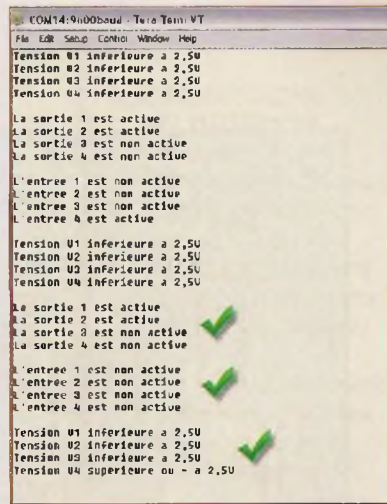 COM14:9600baud - Tera Term VT
File Edit Setup Control Window Help
Tension U1 inferieure a 2,5U
Tension U2 inferieure a 2,5U
Tension U3 inferieure a 2,5U
Tension U4 inferieure a 2,5U
La sortie 1 est active
La sortie 2 est active
La sortie 3 est non active
La sortie 4 est non active
L'entree 1 est non active
L'entree 2 est non active
L'entree 3 est non active
L'entree 4 est active
Tension U1 inferieure a 2,5U
Tension U2 inferieure a 2,5U
Tension U3 inferieure a 2,5U
Tension U4 inferieure a 2,5U
La sortie 1 est active
La sortie 2 est active
La sortie 3 est non active
La sortie 4 est non active
L'entree 1 est non active
L'entree 2 est non active
L'entree 3 est non active
L'entree 4 est non active
Tension U1 inferieure a 2,5U
Tension U2 inferieure a 2,5U
Tension U3 inferieure a 2,5U
Tension U4 superieure ou - a 2,5U